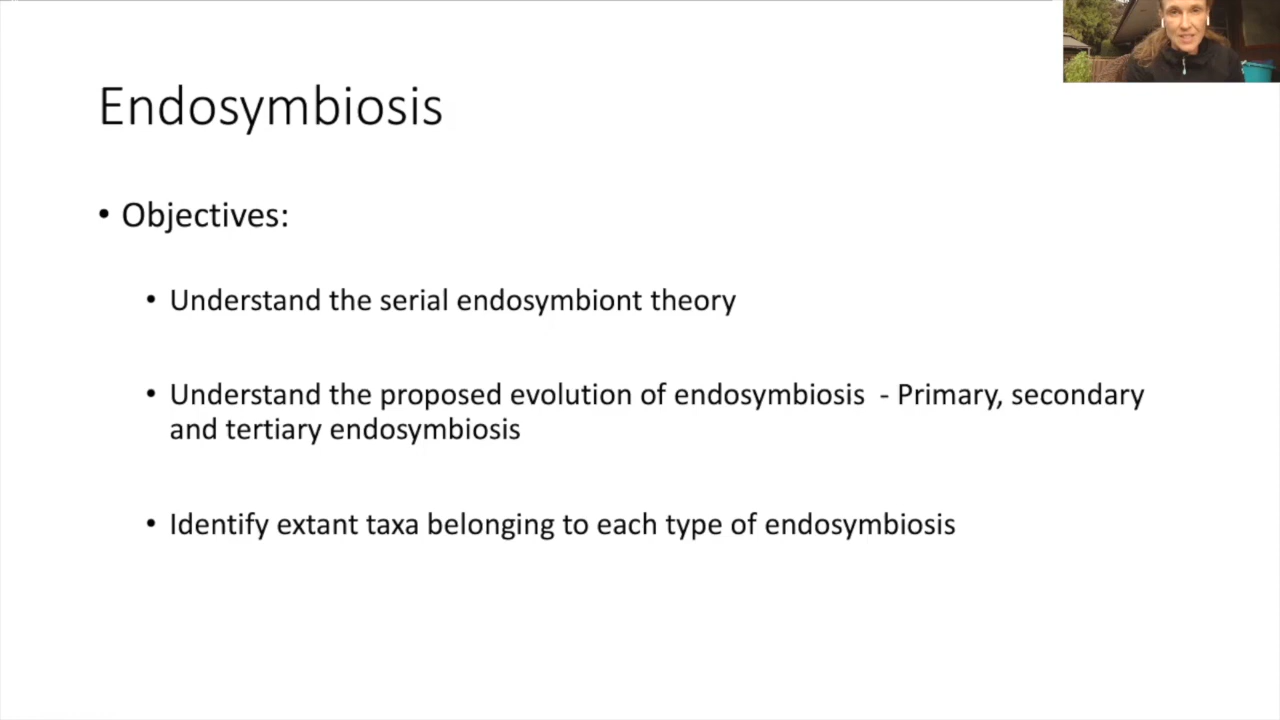 Endosymbiosis
• Objectives:
• Understand the serial endosymbiont theory
• Understand the proposed evolution of endosymbiosis  - Primary, secondary
and tertiary endosymbiosis
• Identify extant taxa belonging to each type of endosymbiosis